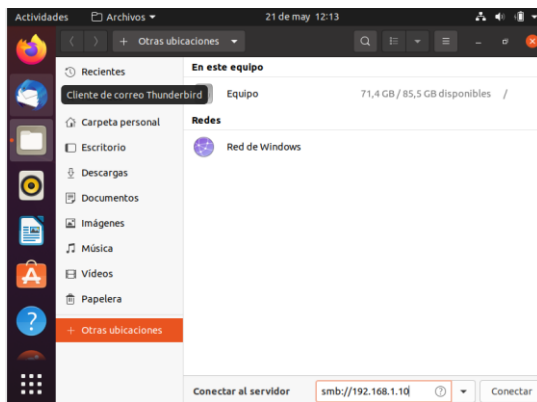 Actividades Archivos 21 de may 12:13
+ Otras ubicaciones
Recientes
Cliente de correo Thunderbird
Carpeta personal
Escritorio
Descargas
Documentos
Imágenes
Música
Vídeos
Papelera
+ Otras ubicaciones
En este equipo
Equipo 71,4 GB / 85,5 GB disponibles /
Redes
Red de Windows
Conectar al servidor smb://192.168.1.10 Conectar